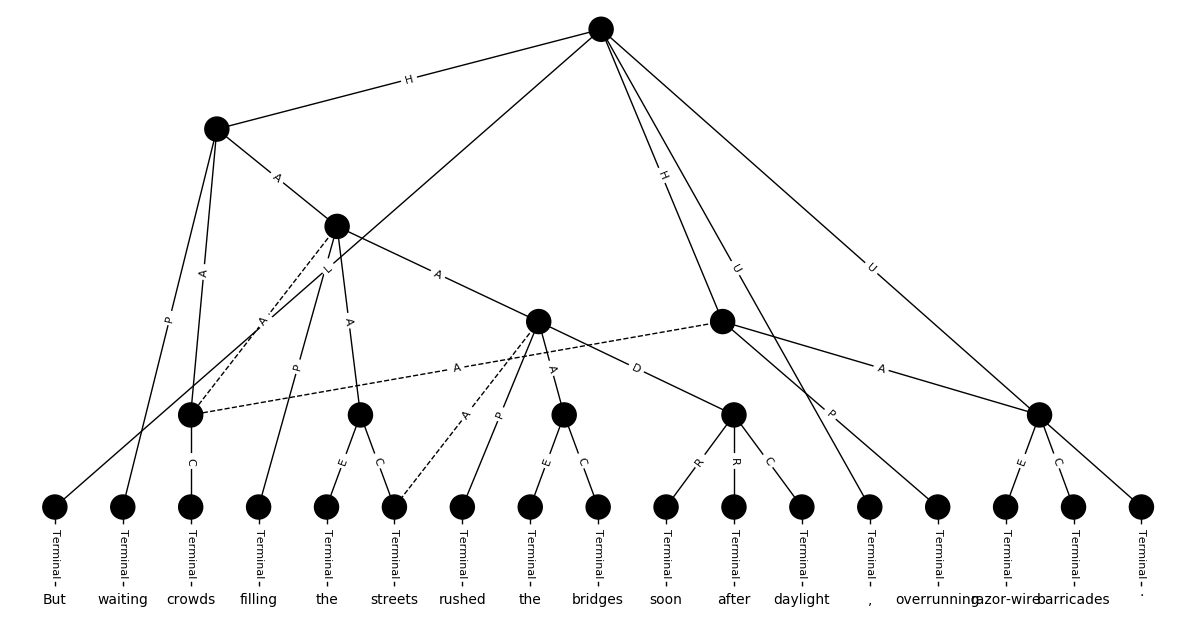 H
A
H
A
P
A
L
A
U
U
A
A
P
A
P
A
A
D
A
P
C
E
C
E
C
R
R
C
E
C
Terminal Terminal Terminal Terminal Terminal Terminal Terminal Terminal Terminal Terminal Terminal Terminal Terminal Terminal Terminal Terminal Terminal
But waiting crowds filling the streets rushed the bridges soon after daylight , overrunning razor-wire barricades .